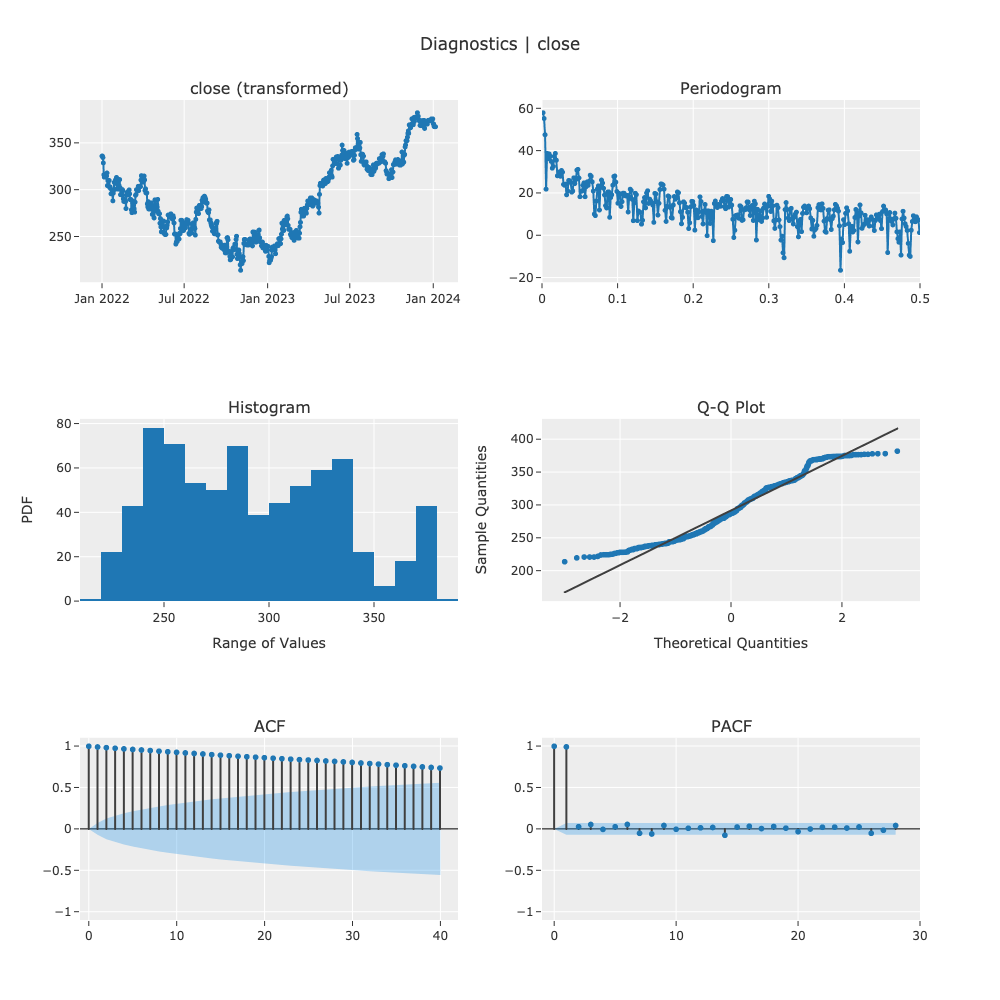 Diagnostics | close
close (transformed)
350
300
250
Jan 2022 Jul 2022 Jan 2023 Jul 2023 Jan 2024
Periodogram
60
40
20
0
−20
0 0.1 0.2 0.3 0.4 0.5
Histogram
PDF
80
60
40
20
0
250 300 350
Range of Values
Q-Q Plot
Sample Quantities
400
350
300
250
200
−2 0 2
Theoretical Quantities
ACF
1
0.5
0
−0.5
−1
0 10 20 30 40
PACF
1
0.5
0
−0.5
−1
0 10 20 30